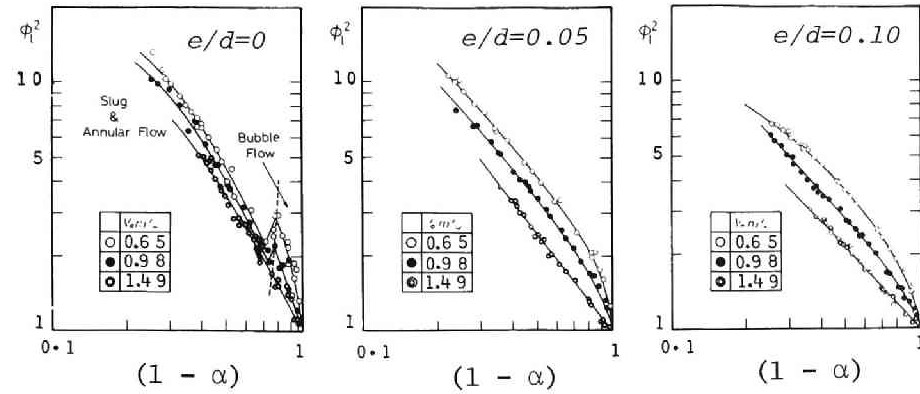 ϕₗ²
e/d=0
10
Slug
&
Annular Flow
Bubble
Flow
5
0.65
0.98
1.49
1
0.1
1
(1 - α)
ϕₗ²
e/d=0.05
10
5
0.65
0.98
1.49
1
0.1
1
(1 - α)
ϕₗ²
e/d=0.10
10
5
0.65
0.98
1.49
1
0.1
1
(1 - α)